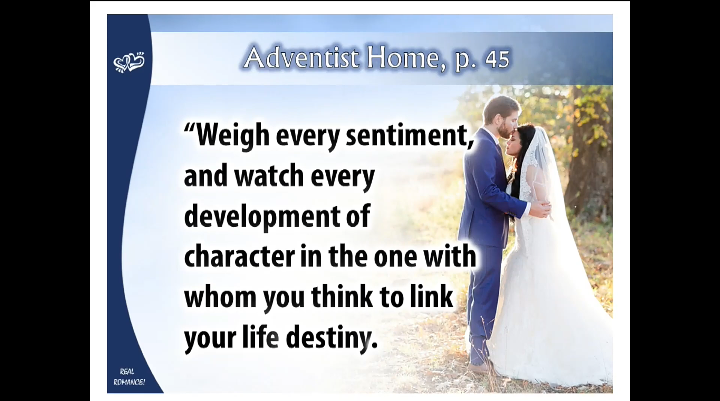 Adventist Home, p. 45
“Weigh every sentiment,
and watch every
development of
character in the one with
whom you think to link
your life destiny.
REAL
ROMANCE!